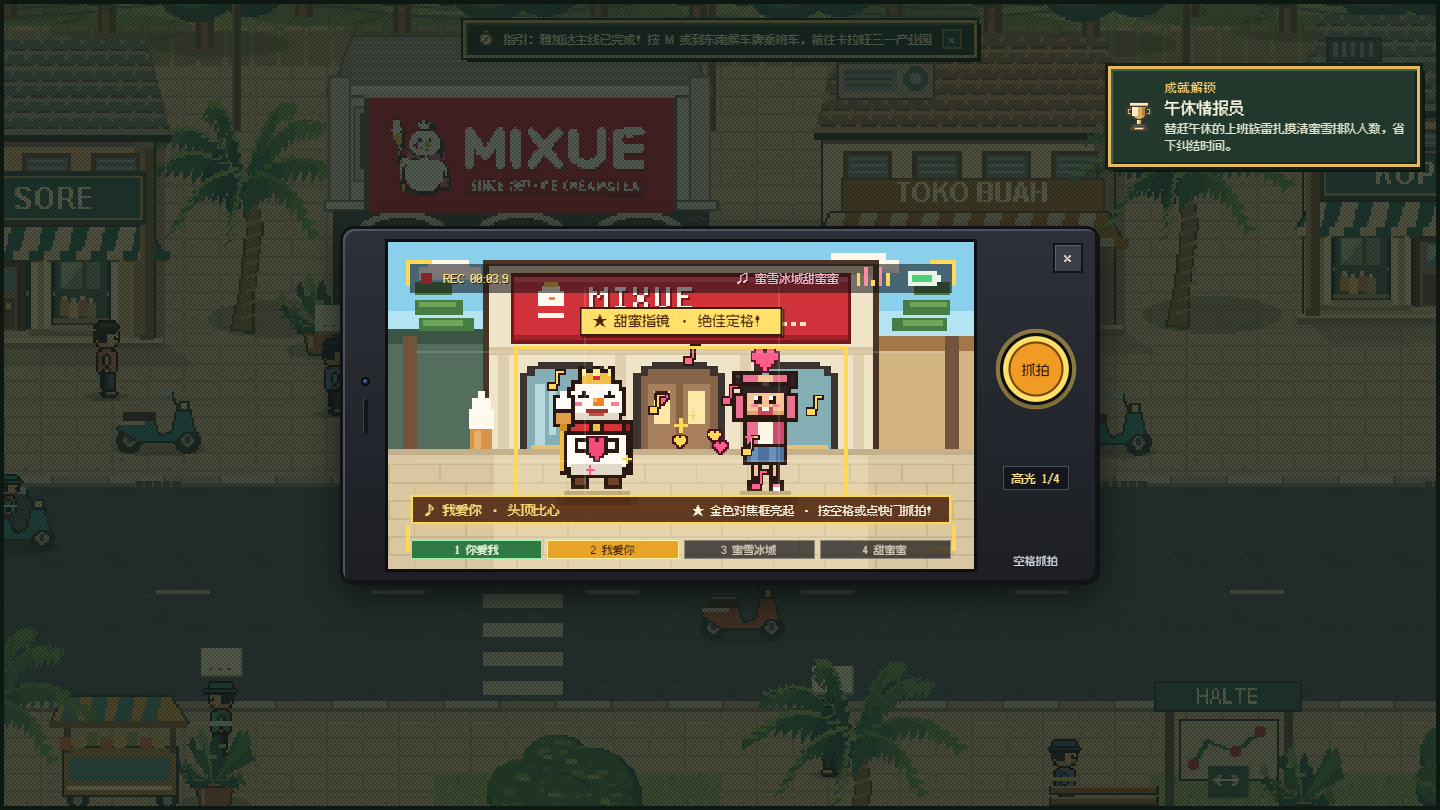 指引：雅加达主线已完成！按 M 或到东南候车牌乘班车，前往卡拉旺三一产业园
×
成就解锁
午休情报员
替赶午休的上班族雷扎摸清蜜雪排队人数，省
下纠结时间。
MIXUE
SORE
TOKO BUAH
KOP
×
REC 00:03.9
♫ 蜜雪冰城甜蜜蜜
MIXUE
★ 甜蜜指镜 · 绝佳定格！
抓拍
高光 1/4
♪ 我爱你 · 头顶比心
★ 金色对焦框亮起 · 按空格或点快门抓拍！
1 你爱我
2 我爱你
3 蜜雪冰城
4 甜蜜蜜
空格抓拍
HALTE